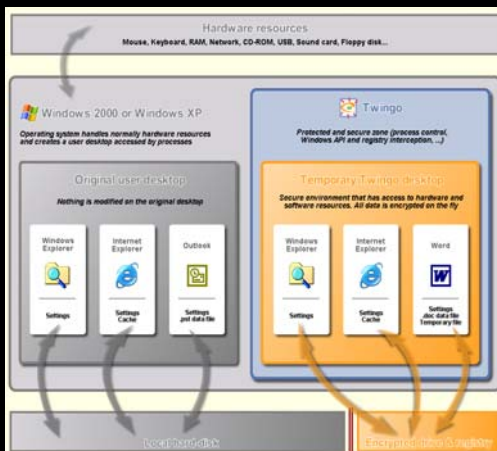 Hardware resources
Mouse, Keyboard, RAM, Network, CD-ROM, USB, Sound card, Floppy disk...
Windows 2000 or Windows XP
Operating system handles normally hardware resources
and creates a user desktop accessed by processes
Original user desktop
Nothing is modified on the original desktop
Windows
Explorer
Settings
Internet
Explorer
Settings
Cache
Outlook
Settings
.pst data file
Twingo
Protected and secure zone (process control,
Windows API and registry interception, ...)
Temporary Twingo desktop
Secure environment that has access to hardware and
software resources. All data is encrypted on the fly
Windows
Explorer
Settings
Internet
Explorer
Settings
Cache
Word
W
Settings
.doc data file
Temporary file
Local hard disk
Encrypted drive & registry